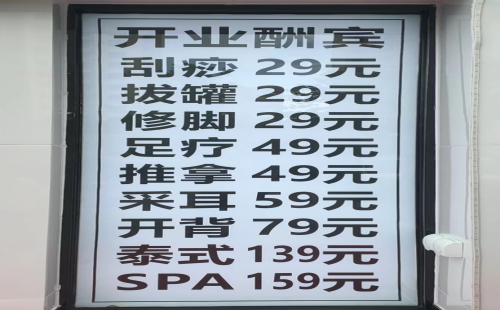 开业酬宾
刮痧 29元
拔罐 29元
修脚 29元
足疗 49元
推拿 49元
采耳 59元
开背 79元
泰式 139元
SPA 159元